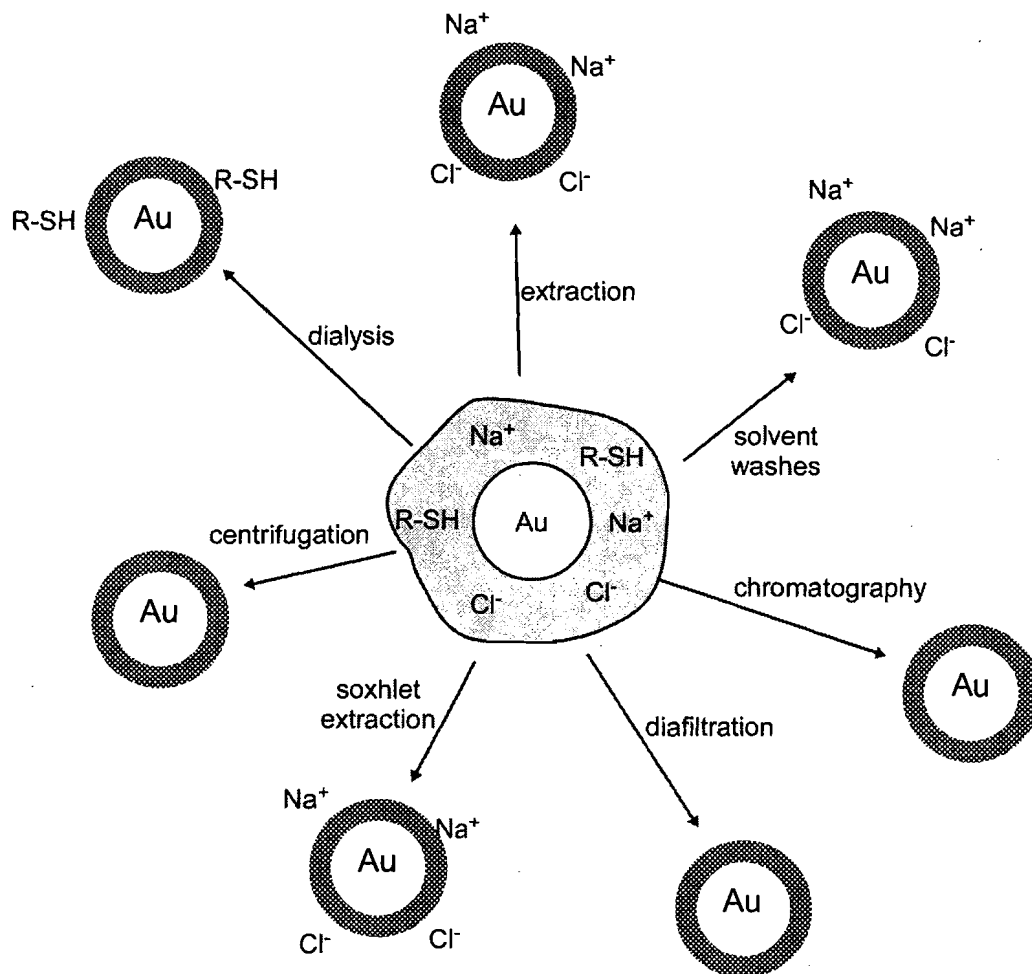 Na⁺
Na⁺
Au
Cl⁻
Cl⁻
extraction
R-SH
R-SH
Au
dialysis
Na⁺
Na⁺
Au
Cl⁻
Cl⁻
solvent
washes
Na⁺
R-SH
R-SH
Au
Na⁺
Cl⁻
Cl⁻
centrifugation
Au
chromatography
Au
soxhlet
extraction
Na⁺
Na⁺
Au
Cl⁻
Cl⁻
diafiltration
Au